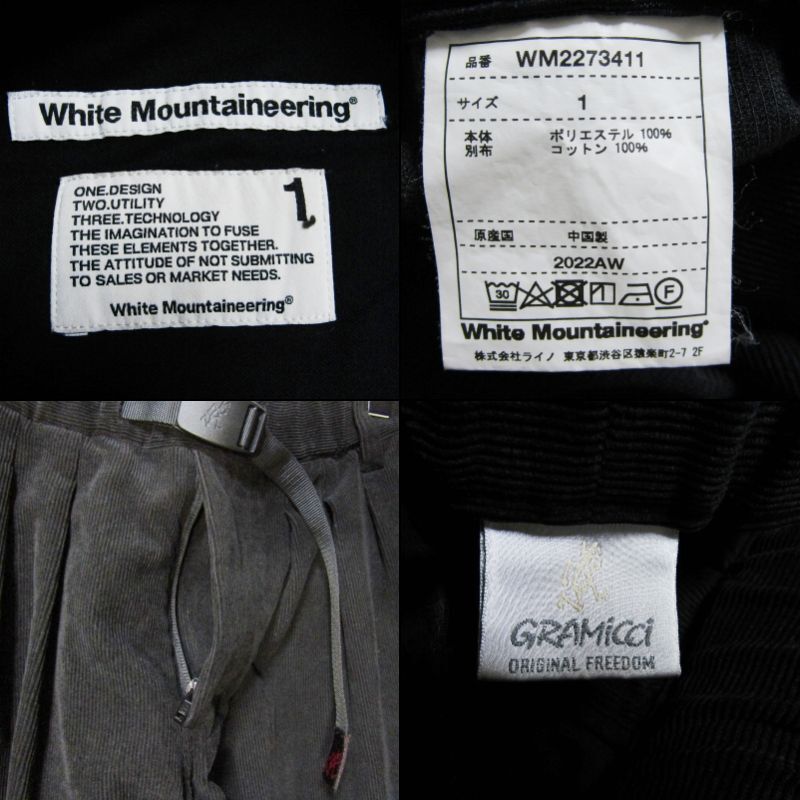 White Mountaineering®
ONE.DESIGN
TWO.UTILITY
THREE.TECHNOLOGY
THE IMAGINATION TO FUSE
THESE ELEMENTS TOGETHER.
THE ATTITUDE OF NOT SUBMITTING
TO SALES OR MARKET NEEDS.
1
White Mountaineering®
品番 WM2273411
サイズ 1
本体 ポリエステル 100%
別布 コットン 100%
原産国 中国製
2022AW
30 F
White Mountaineering®
株式会社ライノ 東京都渋谷区猿楽町2-7 2F
GRAMiCCi
ORIGINAL FREEDOM